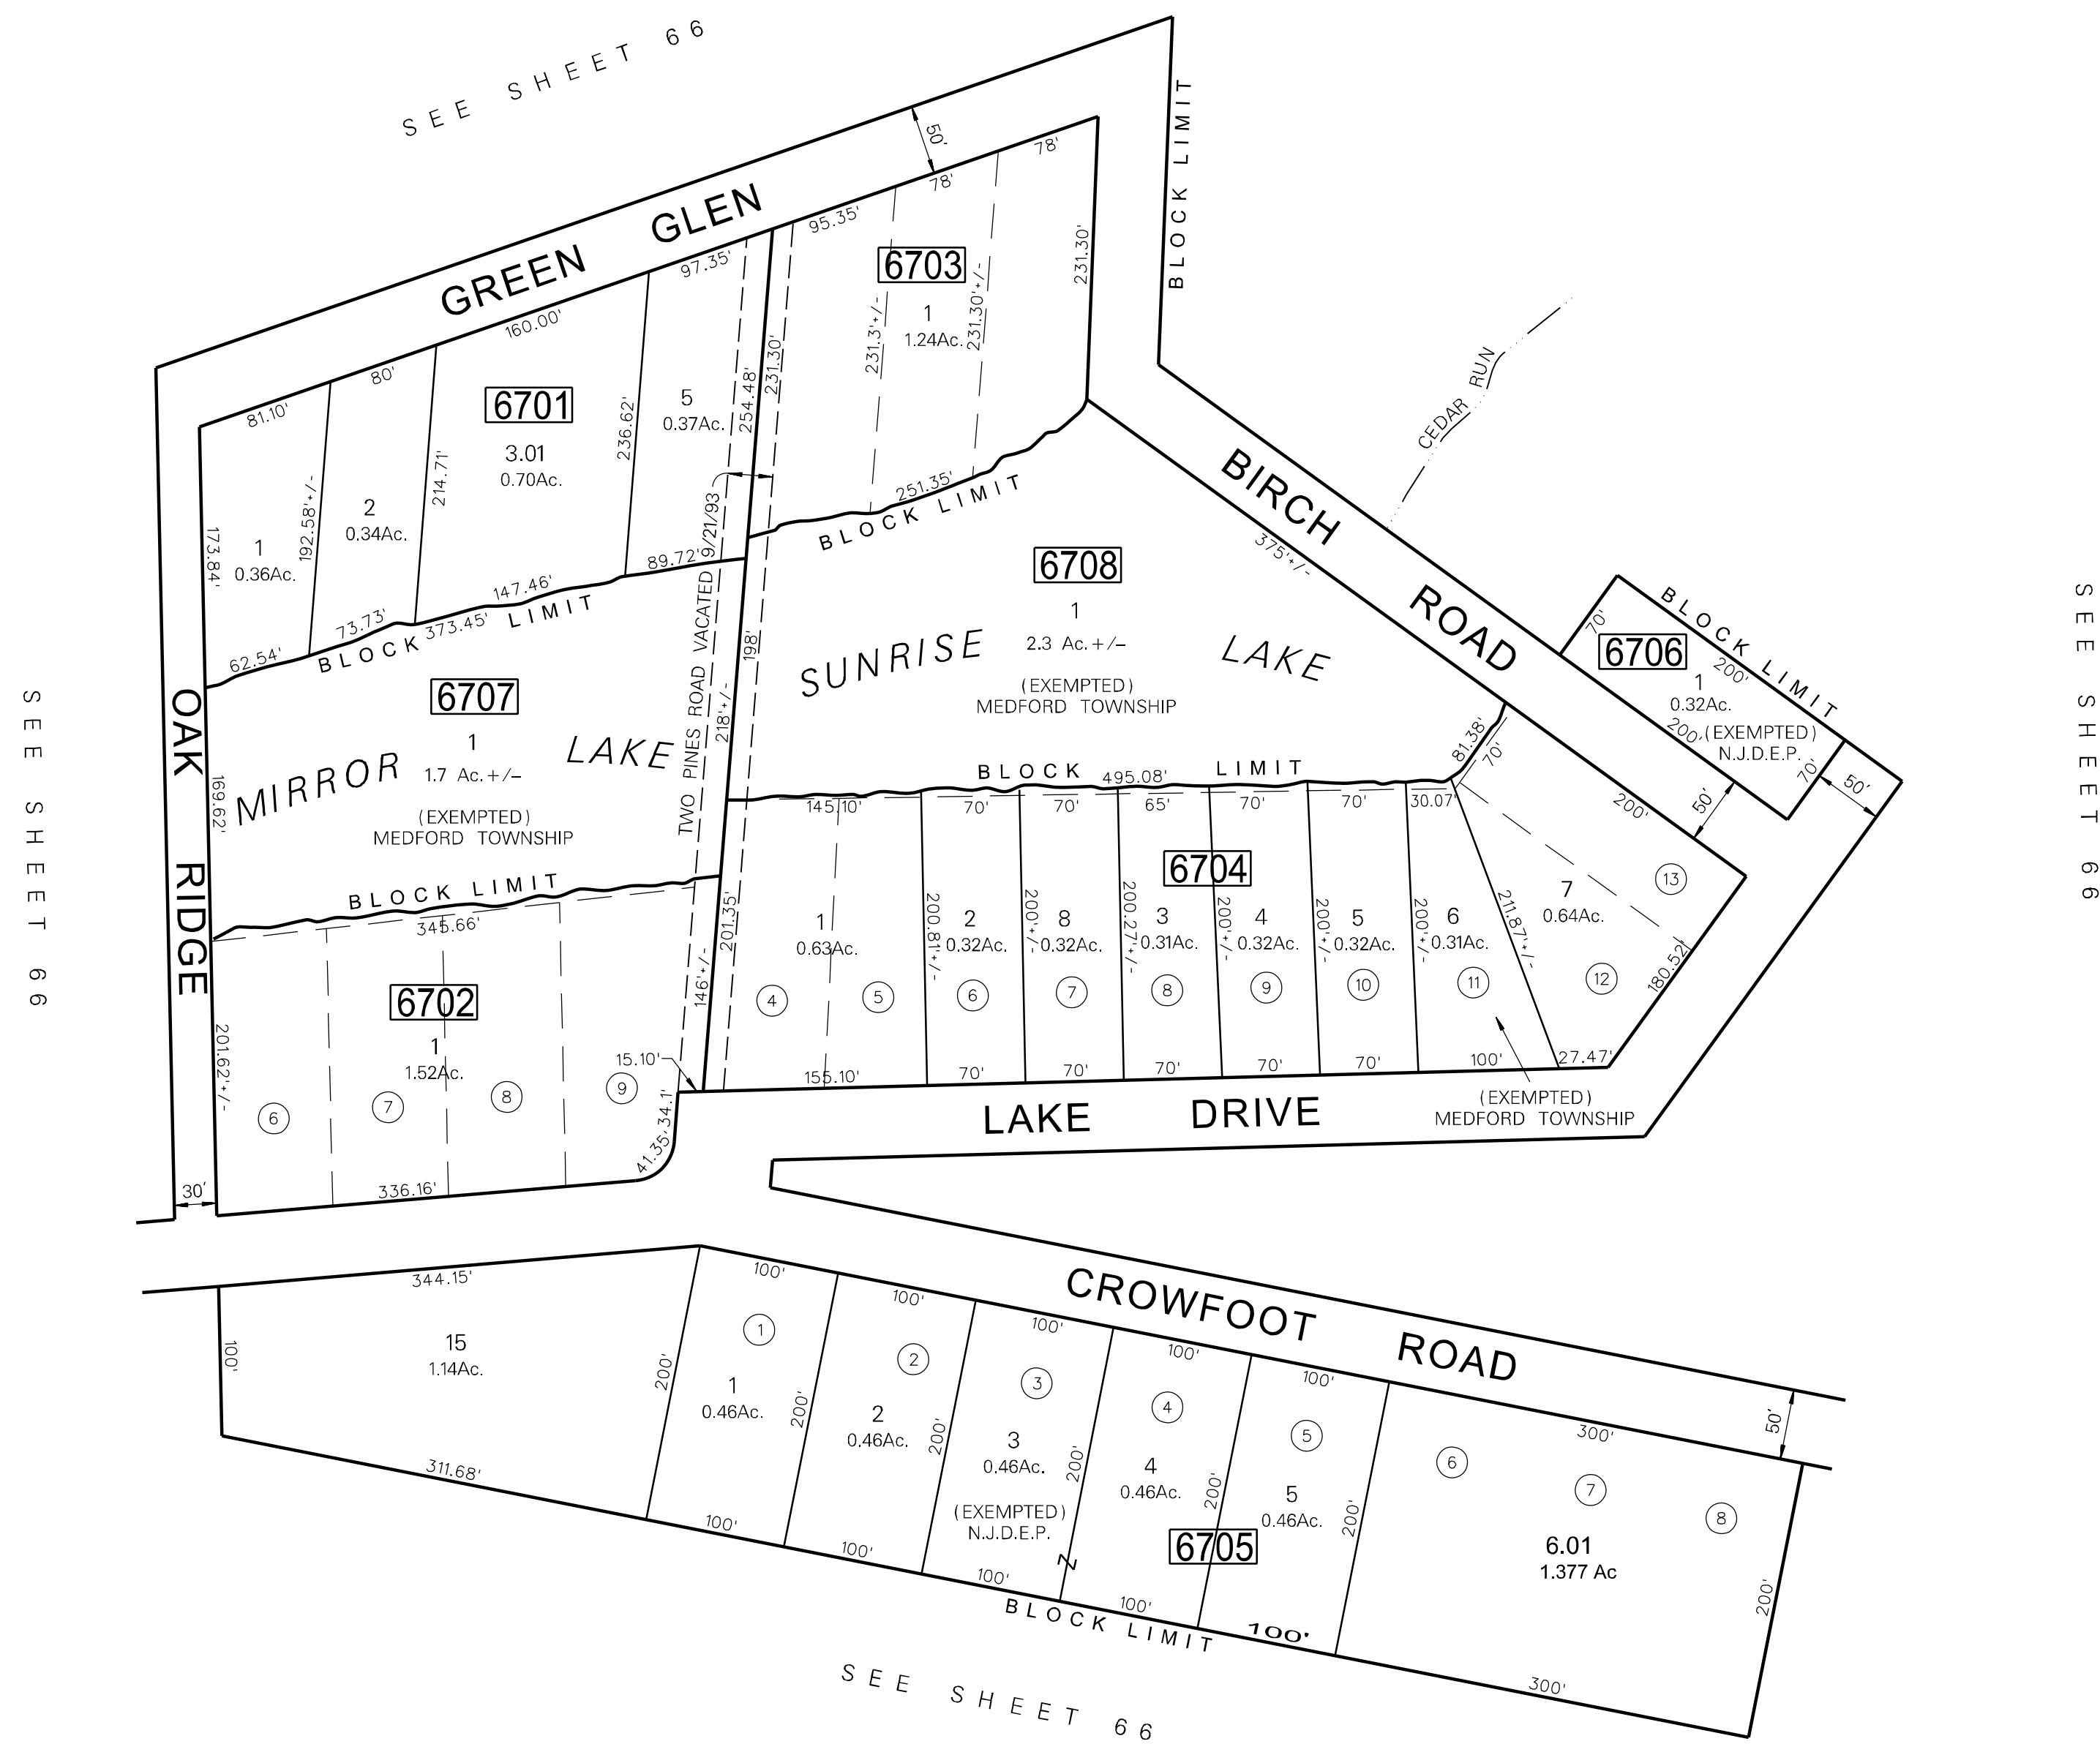 SEE SHEET 66
GREEN GLEN
50'
BLOCK LIMIT
81.10'
80'
160.00'
97.35'
95.35'
78'
78'
6701
1
0.36Ac.
173.84'
192.58'+/-
2
0.34Ac.
214.71'
3.01
0.70Ac.
236.62'
5
0.37Ac.
254.48'
231.30'
62.54'
73.73'
373.45'
147.46'
89.72'
BLOCK LIMIT
6703
1
1.24Ac.
231.3'+/-
231.30'+/-
231.30'
251.35'
BLOCK LIMIT
CEDAR RUN
BIRCH ROAD
375'+/-
6708
1
2.3 Ac.+/-
SUNRISE LAKE
(EXEMPTED)
MEDFORD TOWNSHIP
198'
218'+/-
TWO PINES ROAD VACATED 9/21/93
6707
1
1.7 Ac.+/-
MIRROR LAKE
(EXEMPTED)
MEDFORD TOWNSHIP
169.62'
OAK RIDGE
SEE SHEET 66
6706
BLOCK LIMIT
70'
200'
1
0.32Ac.
200'
(EXEMPTED)
N.J.D.E.P.
70'
50'
50'
SEE SHEET 66
BLOCK LIMIT
345.66'
6702
1
1.52Ac.
201.62'+/-
6
7
8
9
336.16'
41.35'
34.1'
15.10'
146'+/-
201.35'
30'
BLOCK 495.08' LIMIT
81.38'
70'
200'
145.10'
70'
70'
65'
70'
70'
30.07'
6704
1
0.63Ac.
4
5
200.81'+/-
2
0.32Ac.
6
200'+/-
8
0.32Ac.
7
200.27'+/-
3
0.31Ac.
8
200'+/-
4
0.32Ac.
9
200'+/-
5
0.32Ac.
10
200'+/-
6
0.31Ac.
11
211.87'+/-
7
0.64Ac.
13
12
180.52'
155.10'
70'
70'
70'
70'
70'
100'
27.47'
(EXEMPTED)
MEDFORD TOWNSHIP
LAKE DRIVE
CROWFOOT ROAD
50'
344.15'
100'
15
1.14Ac.
311.68'
200'
100'
1
1
0.46Ac.
200'
100'
100'
2
2
0.46Ac.
200'
100'
100'
3
3
0.46Ac.
(EXEMPTED)
N.J.D.E.P.
200'
100'
Z
100'
4
4
0.46Ac.
200'
100'
6705
100'
5
5
0.46Ac.
200'
100'
300'
6
7
8
6.01
1.377 Ac
200'
300'
BLOCK LIMIT
SEE SHEET 66